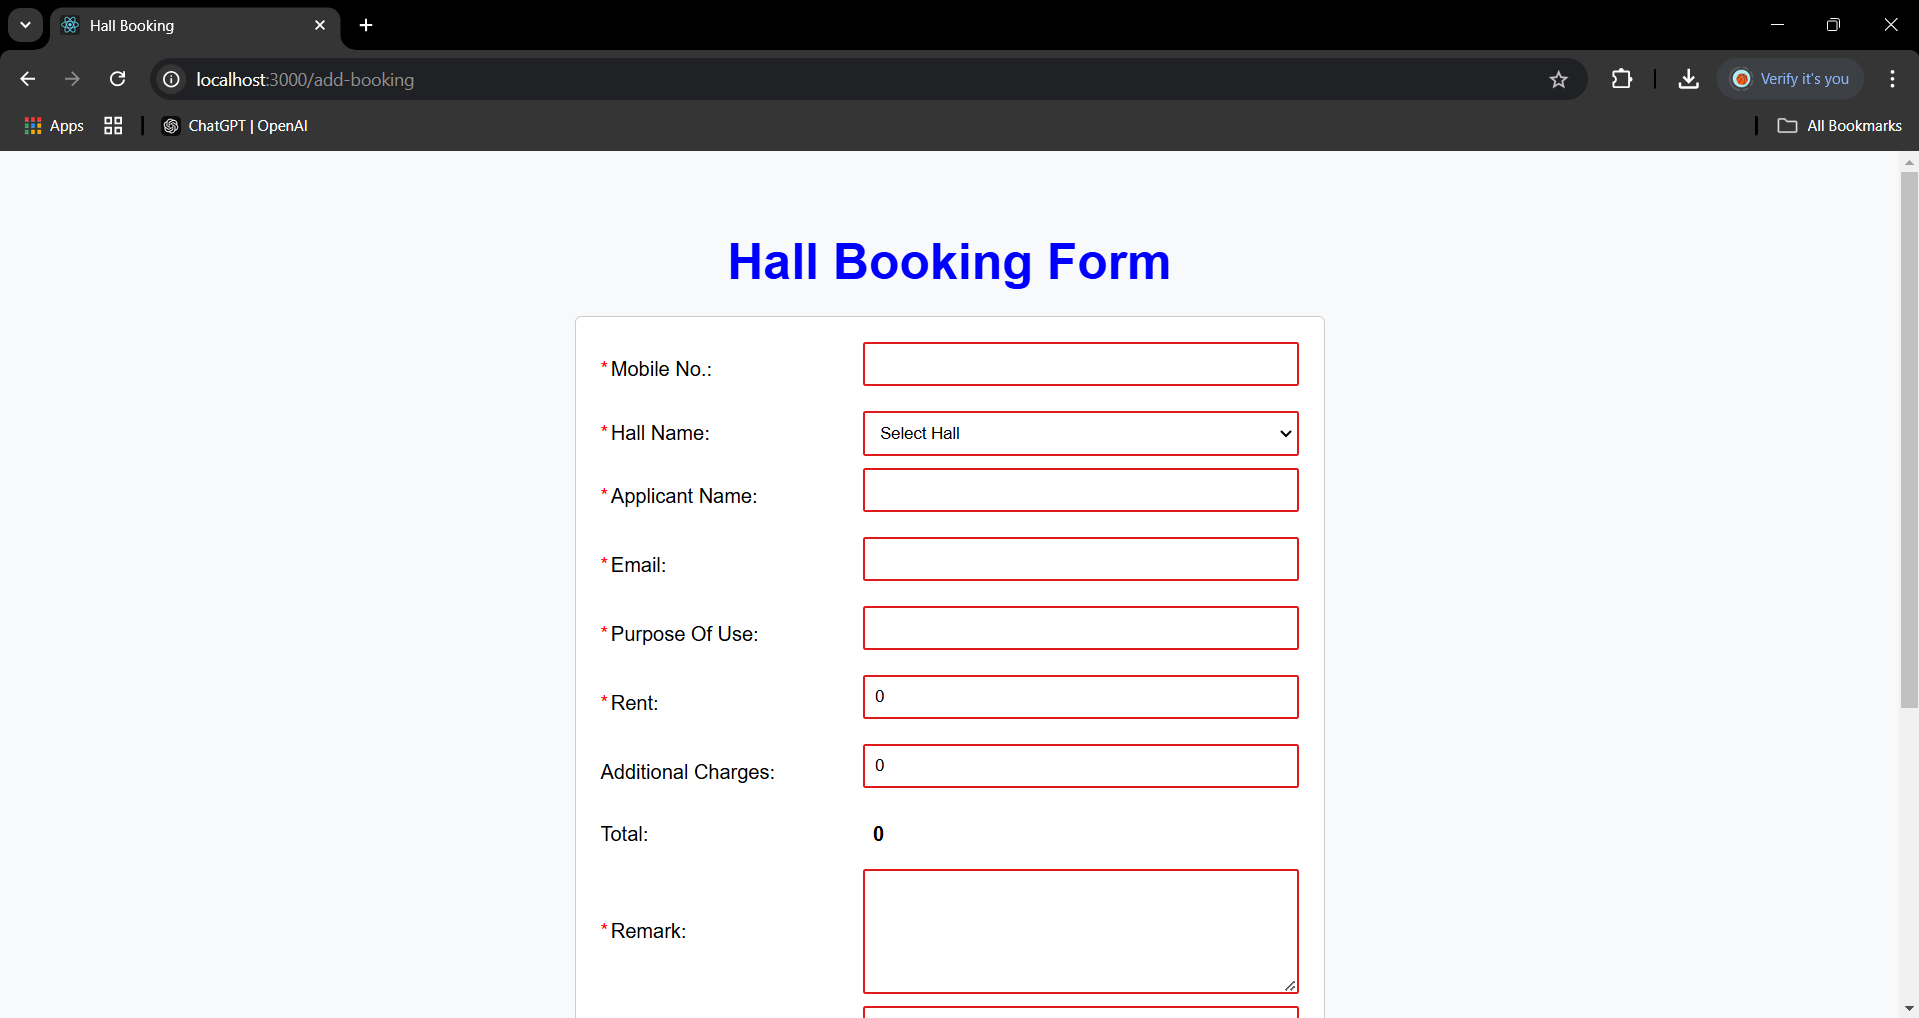 Hall Booking
localhost:3000/add-booking
Verify it's you
Apps
ChatGPT | OpenAI
All Bookmarks
Hall Booking Form
*Mobile No.:
*Hall Name:
Select Hall
*Applicant Name:
*Email:
*Purpose Of Use:
*Rent:
0
Additional Charges:
0
Total:
0
*Remark: